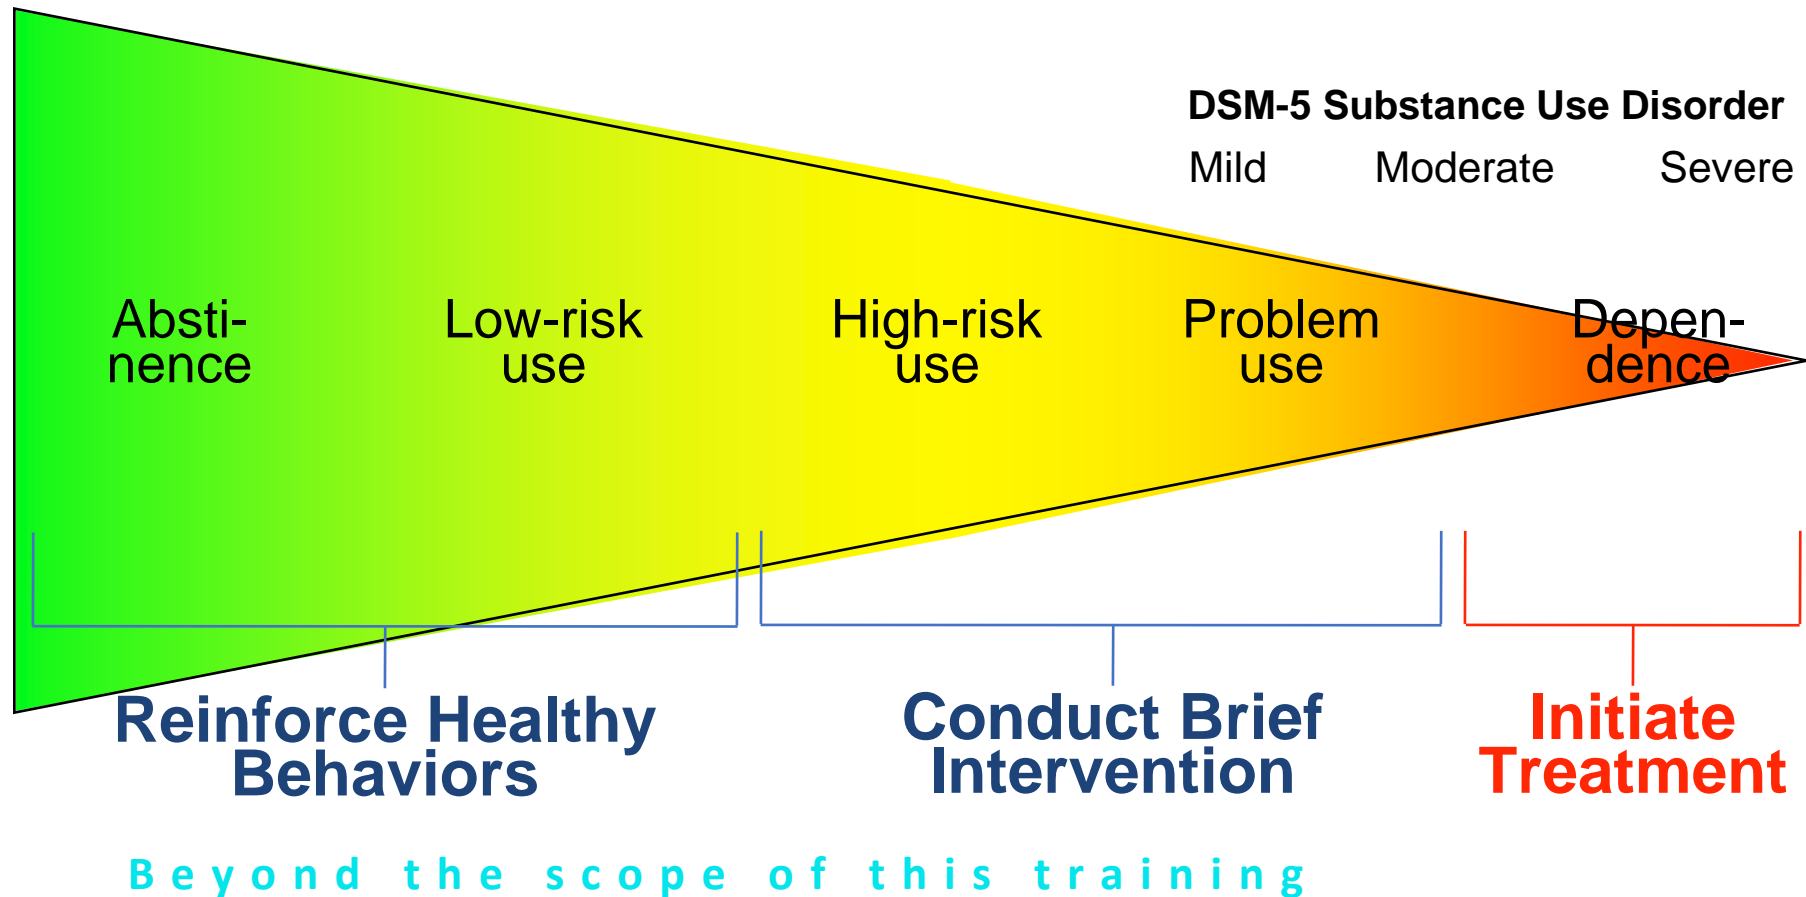 DSM-5 Substance Use Disorder
Mild Moderate Severe
Absti-
nence
Low-risk
use
High-risk
use
Problem
use
Depen-
dence
Reinforce Healthy
Behaviors
Conduct Brief
Intervention
Initiate
Treatment
Beyond the scope of this training